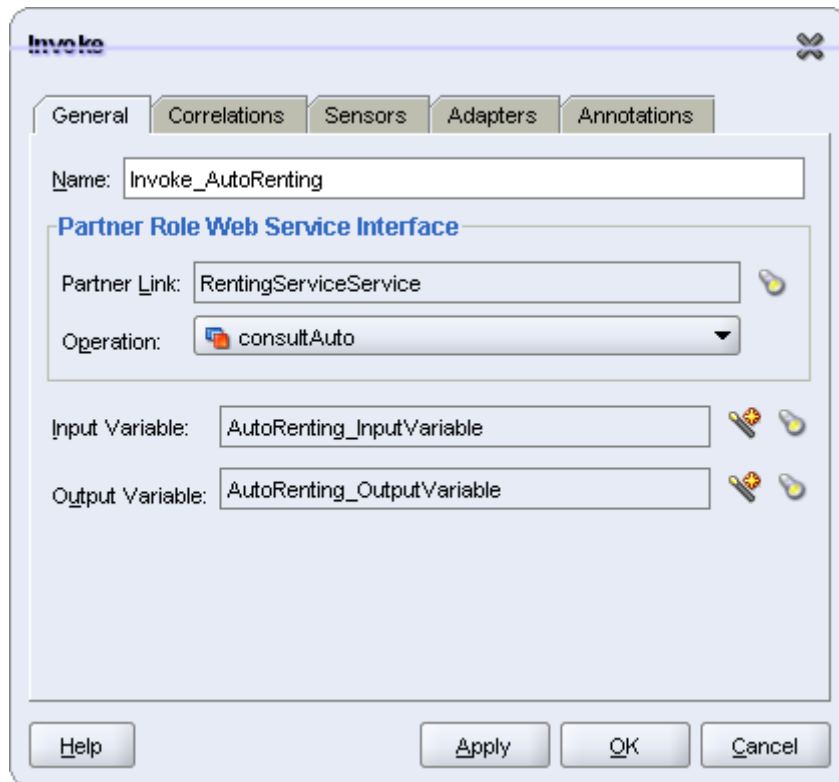 Invoke
General Correlations Sensors Adapters Annotations
Name: Invoke_AutoRenting
Partner Role Web Service Interface
Partner Link: RentingServiceService
Operation: consultAuto
Input Variable: AutoRenting_InputVariable
Output Variable: AutoRenting_OutputVariable
Help Apply OK Cancel